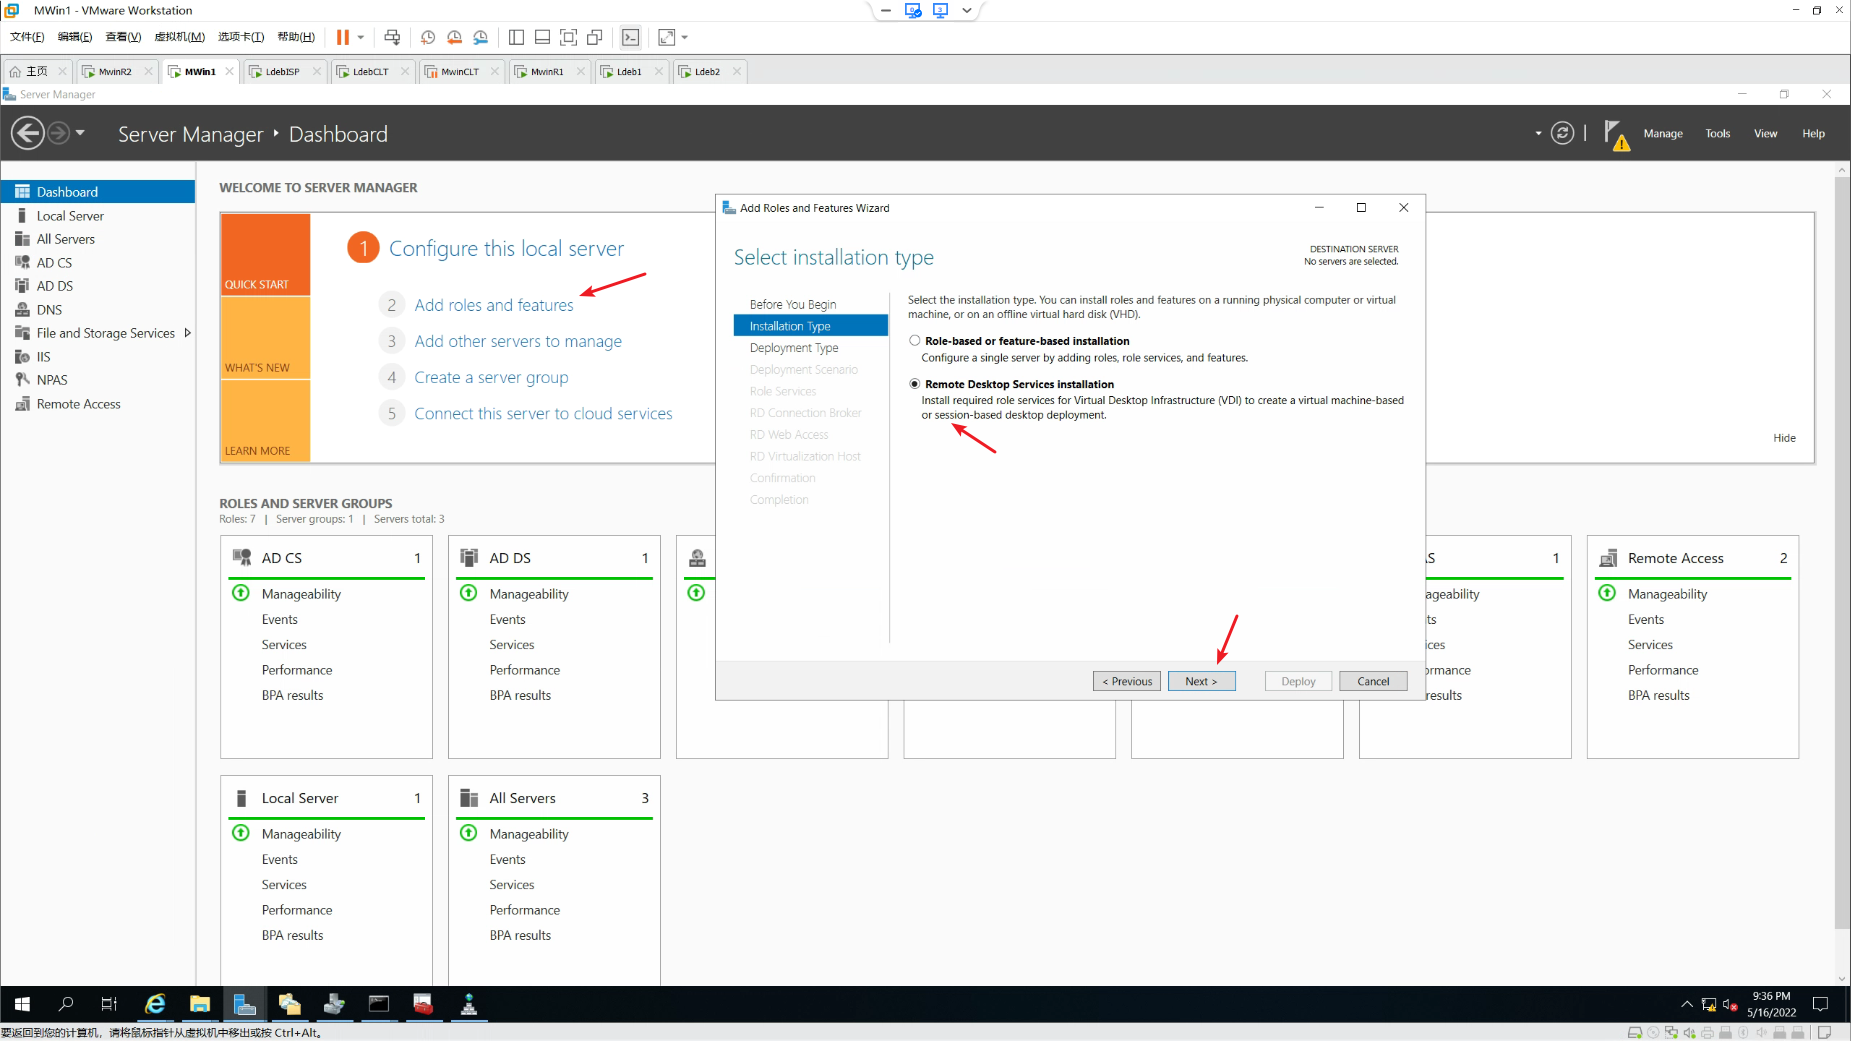 MWin1 - VMware Workstation
文件(F) 编辑(E) 查看(V) 虚拟机(M) 选项卡(T) 帮助(H)
主页 MwinR2 MWin1 LdebISP LdebCLT MwinCLT MwinR1 Ldeb1 Ldeb2
Server Manager
Server Manager Dashboard
Manage Tools View Help
Dashboard
Local Server
All Servers
AD CS
AD DS
DNS
File and Storage Services
IIS
NPAS
Remote Access
WELCOME TO SERVER MANAGER
QUICK START
WHAT'S NEW
LEARN MORE
1 Configure this local server
2 Add roles and features
3 Add other servers to manage
4 Create a server group
5 Connect this server to cloud services
Hide
Add Roles and Features Wizard
Select installation type
DESTINATION SERVER
No servers are selected.
Before You Begin
Installation Type
Deployment Type
Deployment Scenario
Role Services
RD Connection Broker
RD Web Access
RD Virtualization Host
Confirmation
Completion
Select the installation type. You can install roles and features on a running physical computer or virtual
machine, or on an offline virtual hard disk (VHD).
Role-based or feature-based installation
Configure a single server by adding roles, role services, and features.
Remote Desktop Services installation
Install required role services for Virtual Desktop Infrastructure (VDI) to create a virtual machine-based
or session-based desktop deployment.
< Previous Next > Deploy Cancel
ROLES AND SERVER GROUPS
Roles: 7 | Server groups: 1 | Servers total: 3
AD CS 1
Manageability
Events
Services
Performance
BPA results
AD DS 1
Manageability
Events
Services
Performance
BPA results
AS 1
ageability
ts
ices
rmance
results
Remote Access 2
Manageability
Events
Services
Performance
BPA results
Local Server 1
Manageability
Events
Services
Performance
BPA results
All Servers 3
Manageability
Events
Services
Performance
BPA results
9:36 PM
5/16/2022
要返回到您的计算机，请将鼠标指针从虚拟机中移出或按 Ctrl+Alt。